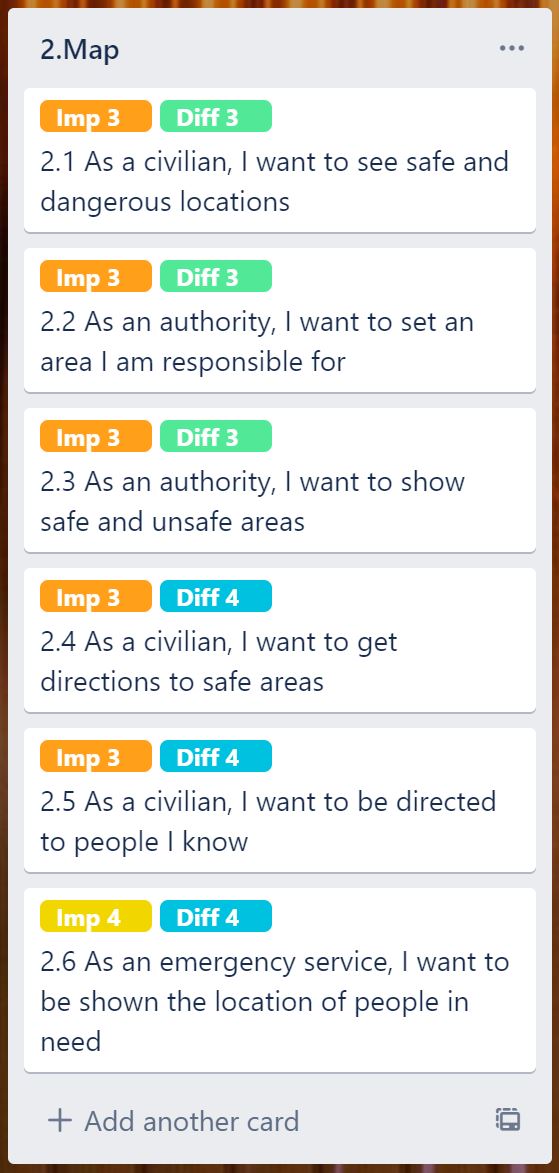 2.Map
Imp 3 Diff 3
2.1 As a civilian, I want to see safe and
dangerous locations
Imp 3 Diff 3
2.2 As an authority, I want to set an
area I am responsible for
Imp 3 Diff 3
2.3 As an authority, I want to show
safe and unsafe areas
Imp 3 Diff 4
2.4 As a civilian, I want to get
directions to safe areas
Imp 3 Diff 4
2.5 As a civilian, I want to be directed
to people I know
Imp 4 Diff 4
2.6 As an emergency service, I want to
be shown the location of people in
need
Add another card